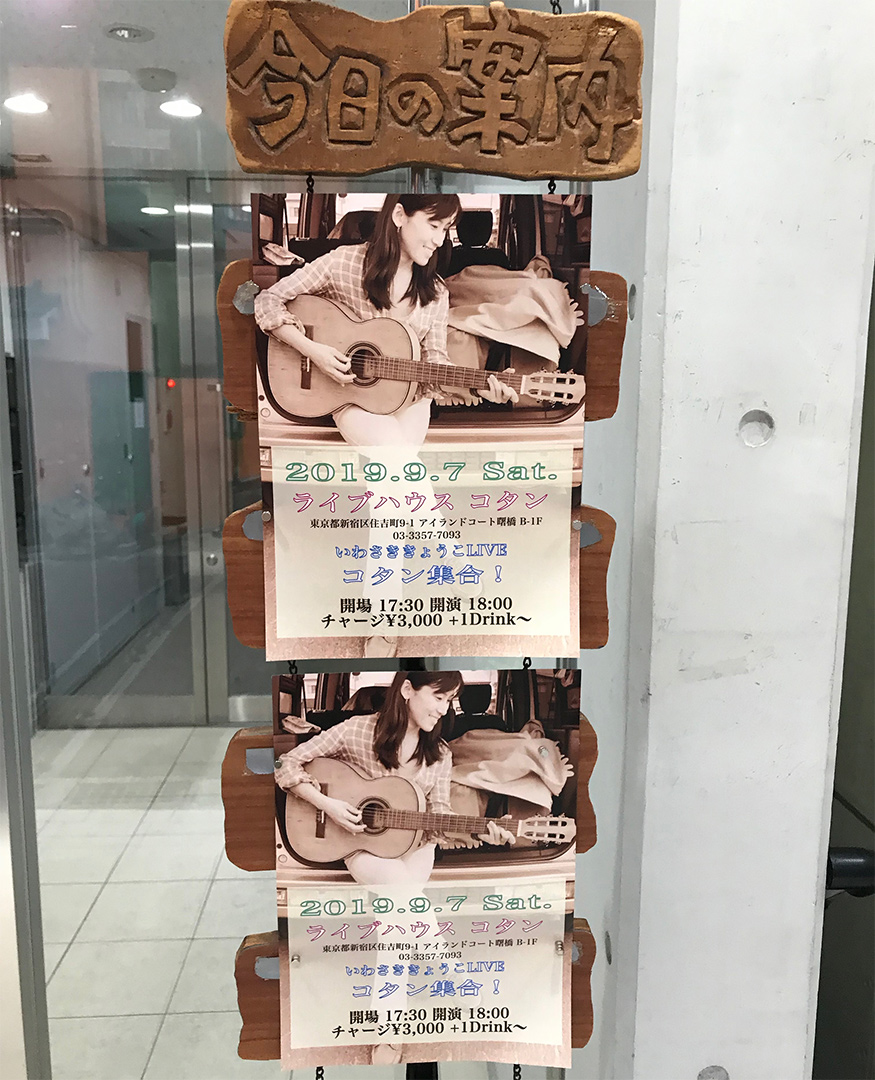 今日の案内
2019.9.7 Sat.
ライブハウス コタン
東京都新宿区住吉町9-1 アイランドコート曙橋 B-1F
03-3357-7093
いわさききょうこLIVE
コタン集合！
開場 17:30 開演 18:00
チャージ¥3,000 +1Drink〜
2019.9.7 Sat.
ライブハウス コタン
東京都新宿区住吉町9-1 アイランドコート曙橋 B-1F
03-3357-7093
いわさききょうこLIVE
コタン集合！
開場 17:30 開演 18:00
チャージ¥3,000 +1Drink〜